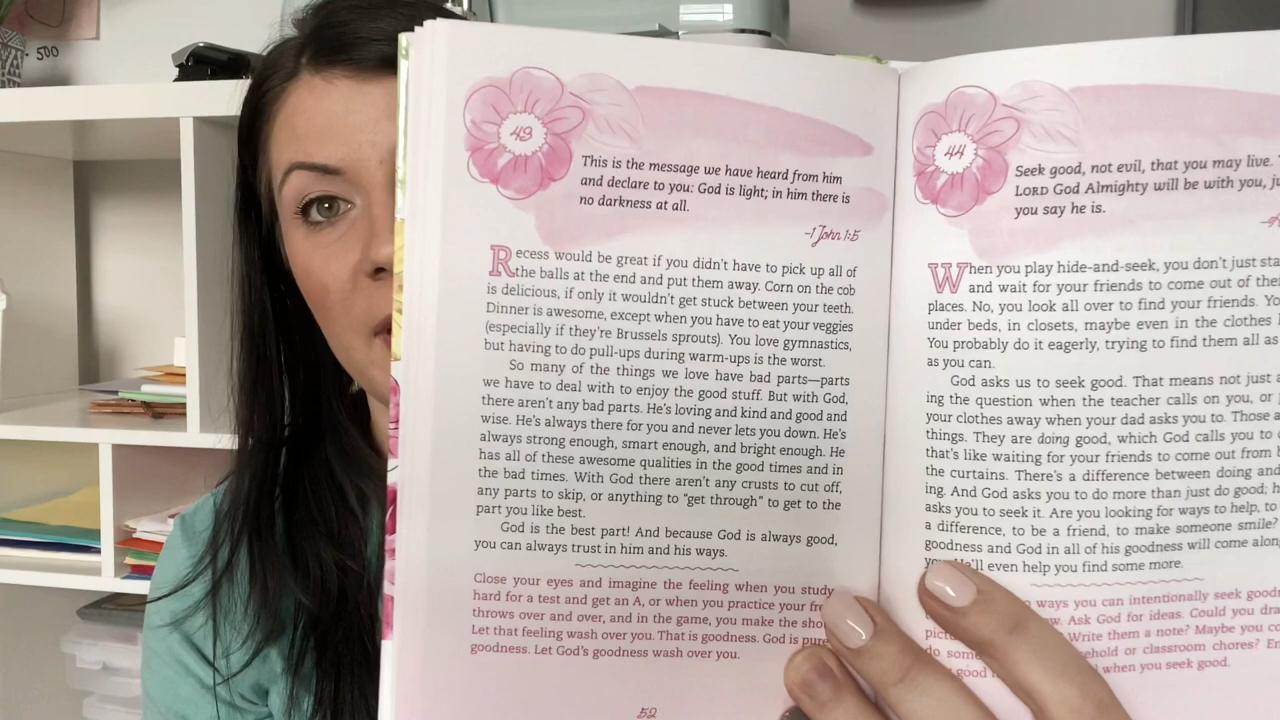 500
43
This is the message we have heard from him
and declare to you: God is light; in him there is
no darkness at all.
–1 John 1:5
Recess would be great if you didn't have to pick up all of
the balls at the end and put them away. Corn on the cob
is delicious, if only it wouldn't get stuck between your teeth.
Dinner is awesome, except when you have to eat your veggies
(especially if they're Brussels sprouts). You love gymnastics,
but having to do pull-ups during warm-ups is the worst.
So many of the things we love have bad parts—parts
we have to deal with to enjoy the good stuff. But with God,
there aren't any bad parts. He's loving and kind and good and
wise. He's always there for you and never lets you down. He's
always strong enough, smart enough, and bright enough. He
has all of these awesome qualities in the good times and in
the bad times. With God there aren't any crusts to cut off,
any parts to skip, or anything to "get through" to get to the
part you like best.
God is the best part! And because God is always good,
you can always trust in him and his ways.
Close your eyes and imagine the feeling when you study
hard for a test and get an A, or when you practice your
throws over and over, and in the game, you make the
Let that feeling wash over you. That is goodness. God is pure
goodness. Let God's goodness wash over you.
52
44
Seek good, not evil, that you may live.
LORD God Almighty will be with you,
you say he is.
When you play hide-and-seek, you don't just
and wait for your friends to come out of
places. No, you look all over to find your friends.
under beds, in closets, maybe even in the clothes
You probably do it eagerly, trying to find them all as
as you can.
God asks us to seek good. That means not just
ing the question when the teacher calls on you, or
your clothes away when your dad asks you to. Those
things. They are doing good, which God calls you to
that's like waiting for your friends to come out from
the curtains. There's a difference between doing and
ing. And God asks you to do more than just do good;
asks you to seek it. Are you looking for ways to help, to
a difference, to be a friend, to make someone smile?
goodness and God in all of his goodness will come
He'll even help you find some more.
ways you can intentionally seek
Ask God for ideas. Could you
Write them a note? Maybe you
do or classroom chores?
good when you seek good.